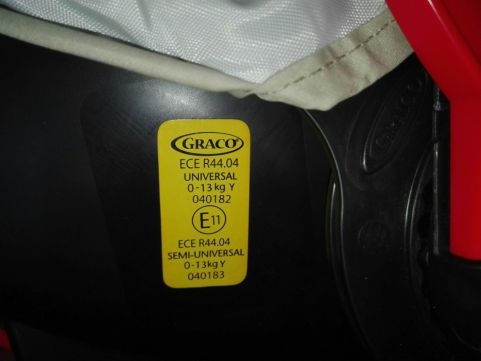 GRACO
ECE R44.04
UNIVERSAL
0-13kg Y
040182
E11
ECE R44.04
SEMI-UNIVERSAL
0-13kg Y
040183
GRACO